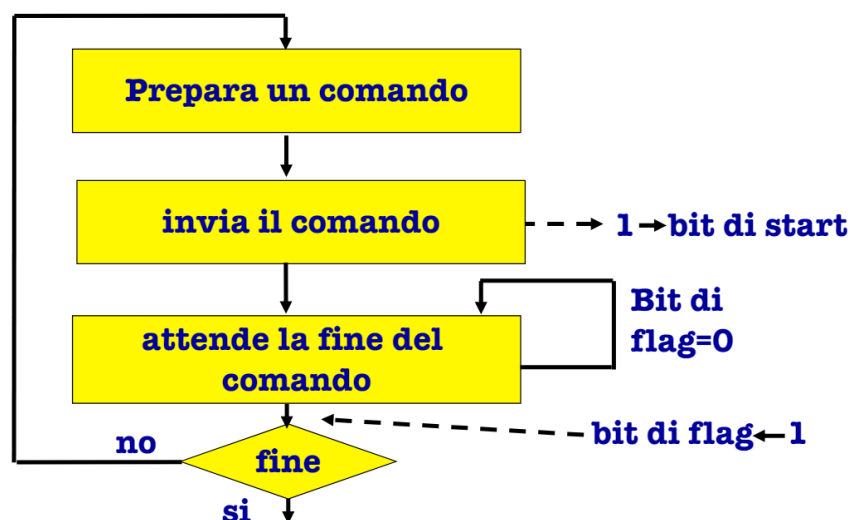 Prepara un comando
invia il comando
1→bit di start
attende la fine del
comando
Bit di
flag=0
bit di flag←1
no
fine
si